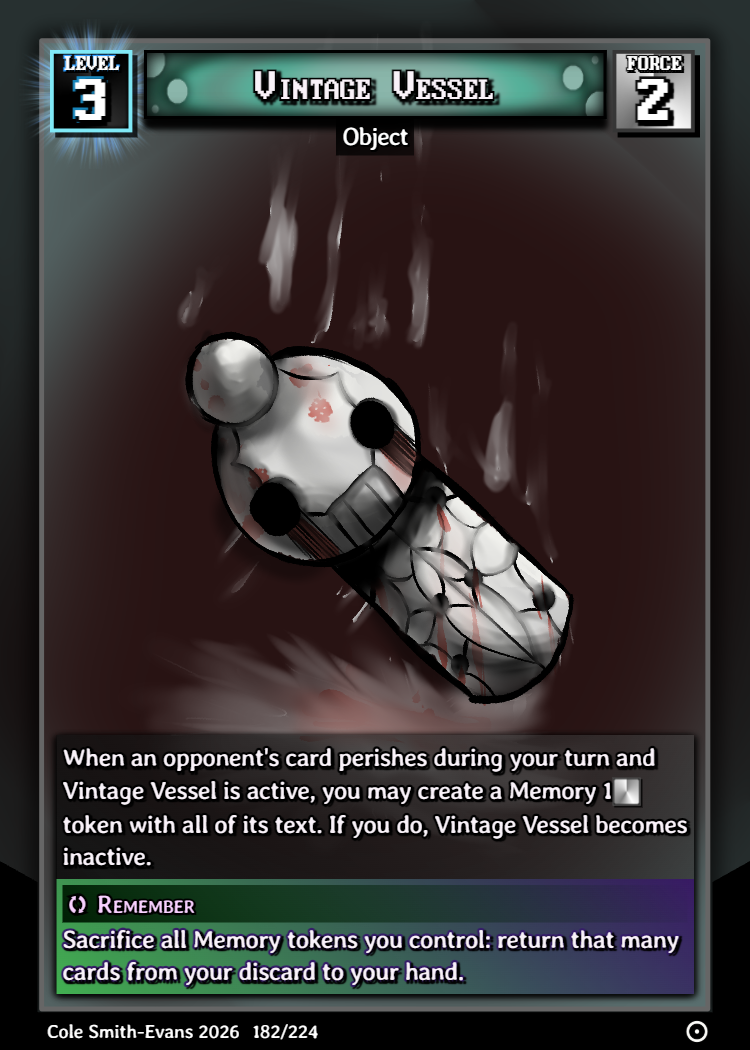 LEVEL
3
Vintage Vessel
FORCE
2
Object
When an opponent's card perishes during your turn and
Vintage Vessel is active, you may create a Memory 1
token with all of its text. If you do, Vintage Vessel becomes
inactive.
Remember
Sacrifice all Memory tokens you control: return that many
cards from your discard to your hand.
Cole Smith-Evans 2026 182/224